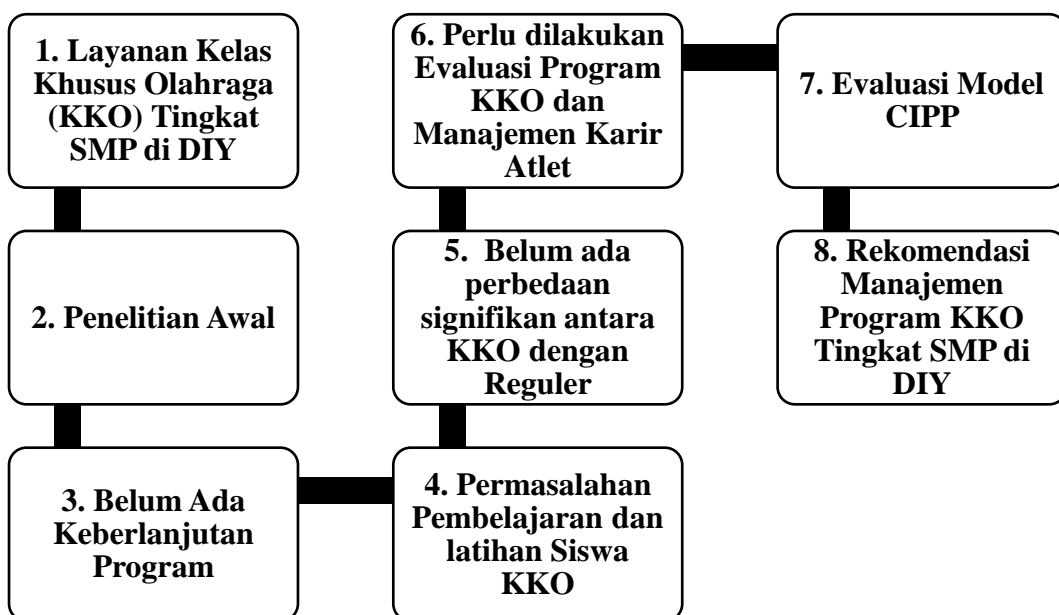 1. Layanan Kelas
Khusus Olahraga
(KKO) Tingkat
SMP di DIY
2. Penelitian Awal
3. Belum Ada
Keberlanjutan
Program
4. Permasalahan
Pembelajaran dan
latihan Siswa
KKO
5. Belum ada
perbedaan
signifikan antara
KKO dengan
Reguler
6. Perlu dilakukan
Evaluasi Program
KKO dan
Manajemen Karir
Atlet
7. Evaluasi Model
CIPP
8. Rekomendasi
Manajemen
Program KKO
Tingkat SMP di
DIY